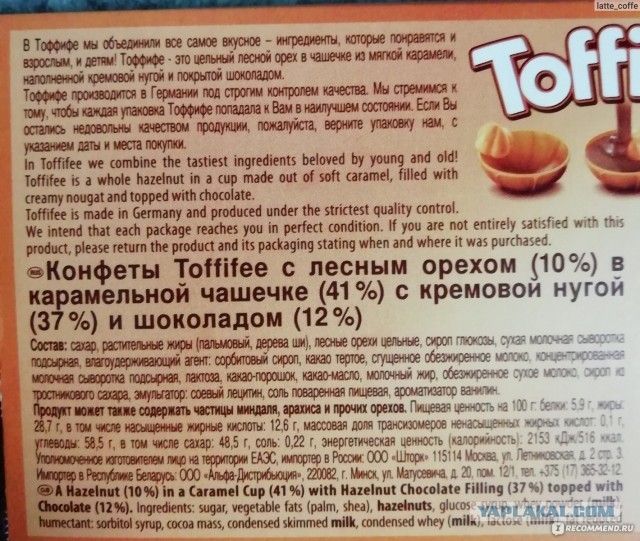 latte_coffe
Toffi
В Тоффифе мы объединили все самое вкусное – ингредиенты, которые понравятся и
взрослым, и детям! Тоффифе - это цельный лесной орех в чашечке из мягкой карамели,
наполненной кремовой нугой и покрытой шоколадом.
Тоффифе производится в Германии под строгим контролем качества. Мы стремимся к
тому, чтобы каждая упаковка Тоффифе попадала к Вам в наилучшем состоянии. Если Вы
остались недовольны качеством продукции, пожалуйста, верните упаковку нам, с
указанием даты и места покупки.
In Toffifee we combine the tastiest ingredients beloved by young and old!
Toffifee is a whole hazelnut in a cup made out of soft caramel, filled with
creamy nougat and topped with chocolate.
Toffifee is made in Germany and produced under the strictest quality control.
We intend that each package reaches you in perfect condition. If you are not entirely satisfied with this
product, please return the product and its packaging stating when and where it was purchased.
Конфеты Toffifee с лесным орехом (10%) в
карамельной чашечке (41%) с кремовой нугой
(37%) и шоколадом (12%)
Состав: сахар, растительные жиры (пальмовый, дерева ши), лесные орехи цельные, сироп глюкозы, сухая молочная сыворотка
подсырная, влагоудерживающий агент: сорбитовый сироп, какао тертое, сгущенное обезжиренное молоко, концентрированная
молочная сыворотка подсырная, лактоза, какао-порошок, какао-масло, молочный жир, обезжиренное сухое молоко, сироп из
тростникового сахара, эмульгатор: соевый лецитин, соль поваренная пищевая, ароматизатор ванилин.
Продукт может также содержать частицы миндаля, арахиса и прочих орехов. Пищевая ценность на 100 г: белки: 5,9 г, жиры:
28,7 г, в том числе насыщенные жирные кислоты: 12,6 г, массовая доля трансизомеров ненасыщенных жирных кислот: 0,1 г,
углеводы: 58,5 г, в том числе сахар: 48,5 г, соль: 0,22 г, энергетическая ценность (калорийность): 2153 кДж/516 ккал.
Уполномоченное изготовителем лицо на территории ЕАЭС, импортер в России: ООО «Шторк» 115114 Москва, ул. Летниковская, д. 2 стр. 3.
Импортер в Республике Беларусь: ООО «Альфа-Дистрибьюция», 220082, г. Минск, ул. Матусевича, д. 20, пом. 12/1, тел. +375 (17) 365-32-12.
A Hazelnut (10%) in a Caramel Cup (41%) with Hazelnut Chocolate Filling (37%) topped with
Chocolate (12%). Ingredients: sugar, vegetable fats (palm, shea), hazelnuts, glucose whey powder (milk),
humectant: sorbitol syrup, cocoa mass, condensed skimmed milk, condensed whey (milk), lactose (milk)
YAPLAKAL.COM
IRECOMMEND.RU